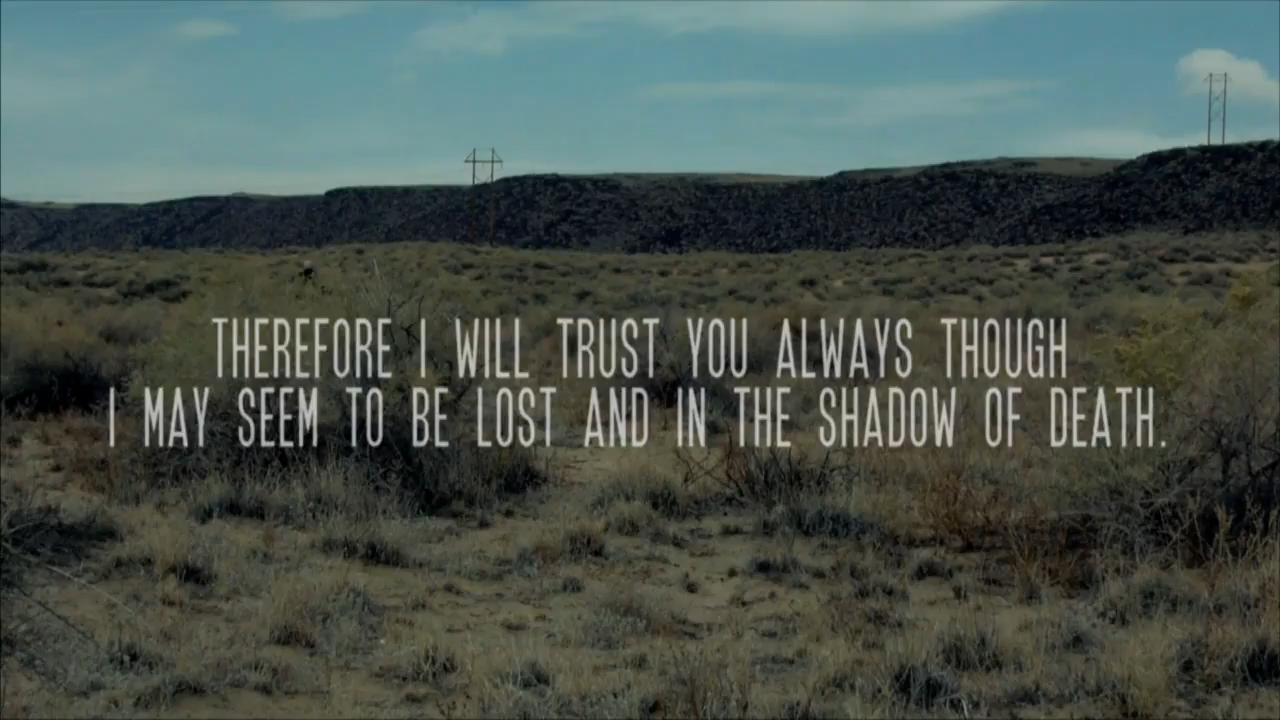 THEREFORE I WILL TRUST YOU ALWAYS THOUGH
I MAY SEEM TO BE LOST AND IN THE SHADOW OF DEATH.